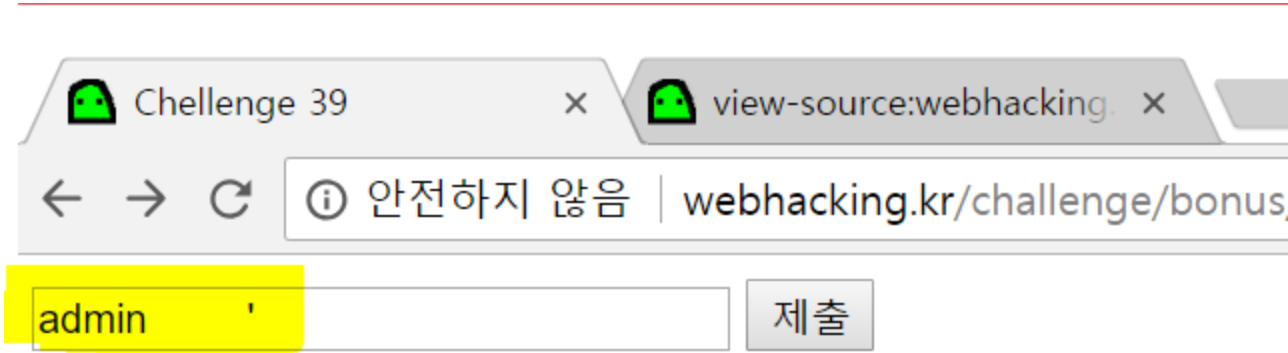 Chellenge 39 × view-source:webhacking. ×
안전하지 않음 webhacking.kr/challenge/bonus/
admin         ' 제출